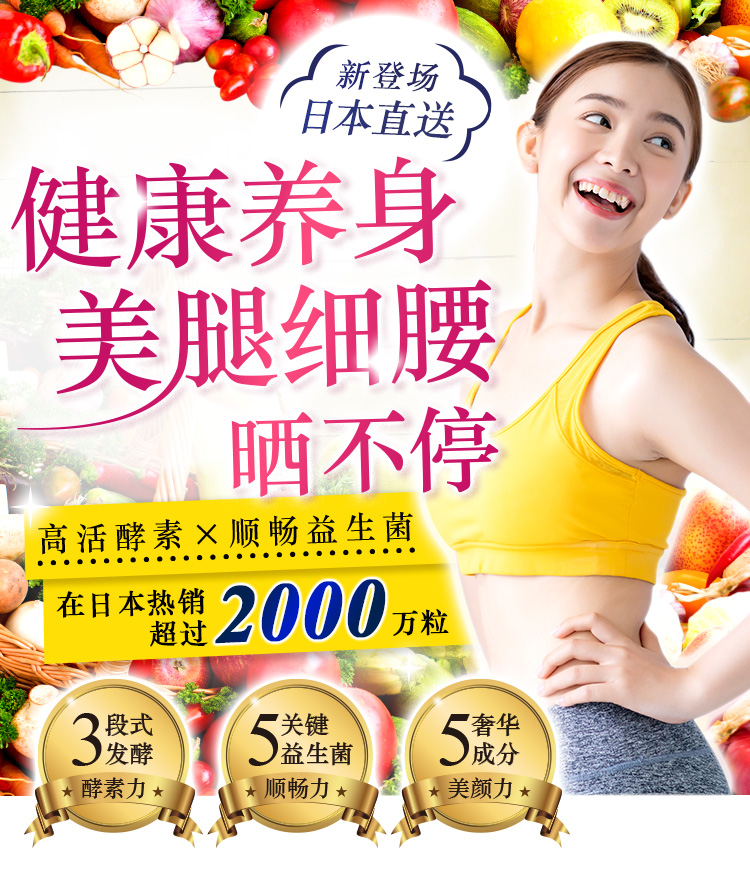 新登场
日本直送
健康养身
美腿细腰
晒不停
高活酵素×顺畅益生菌
在日本热销
超过2000万粒
3段式
发酵
★ 酵素力 ★
5关键
益生菌
★ 顺畅力 ★
5奢华
成分
★ 美颜力 ★